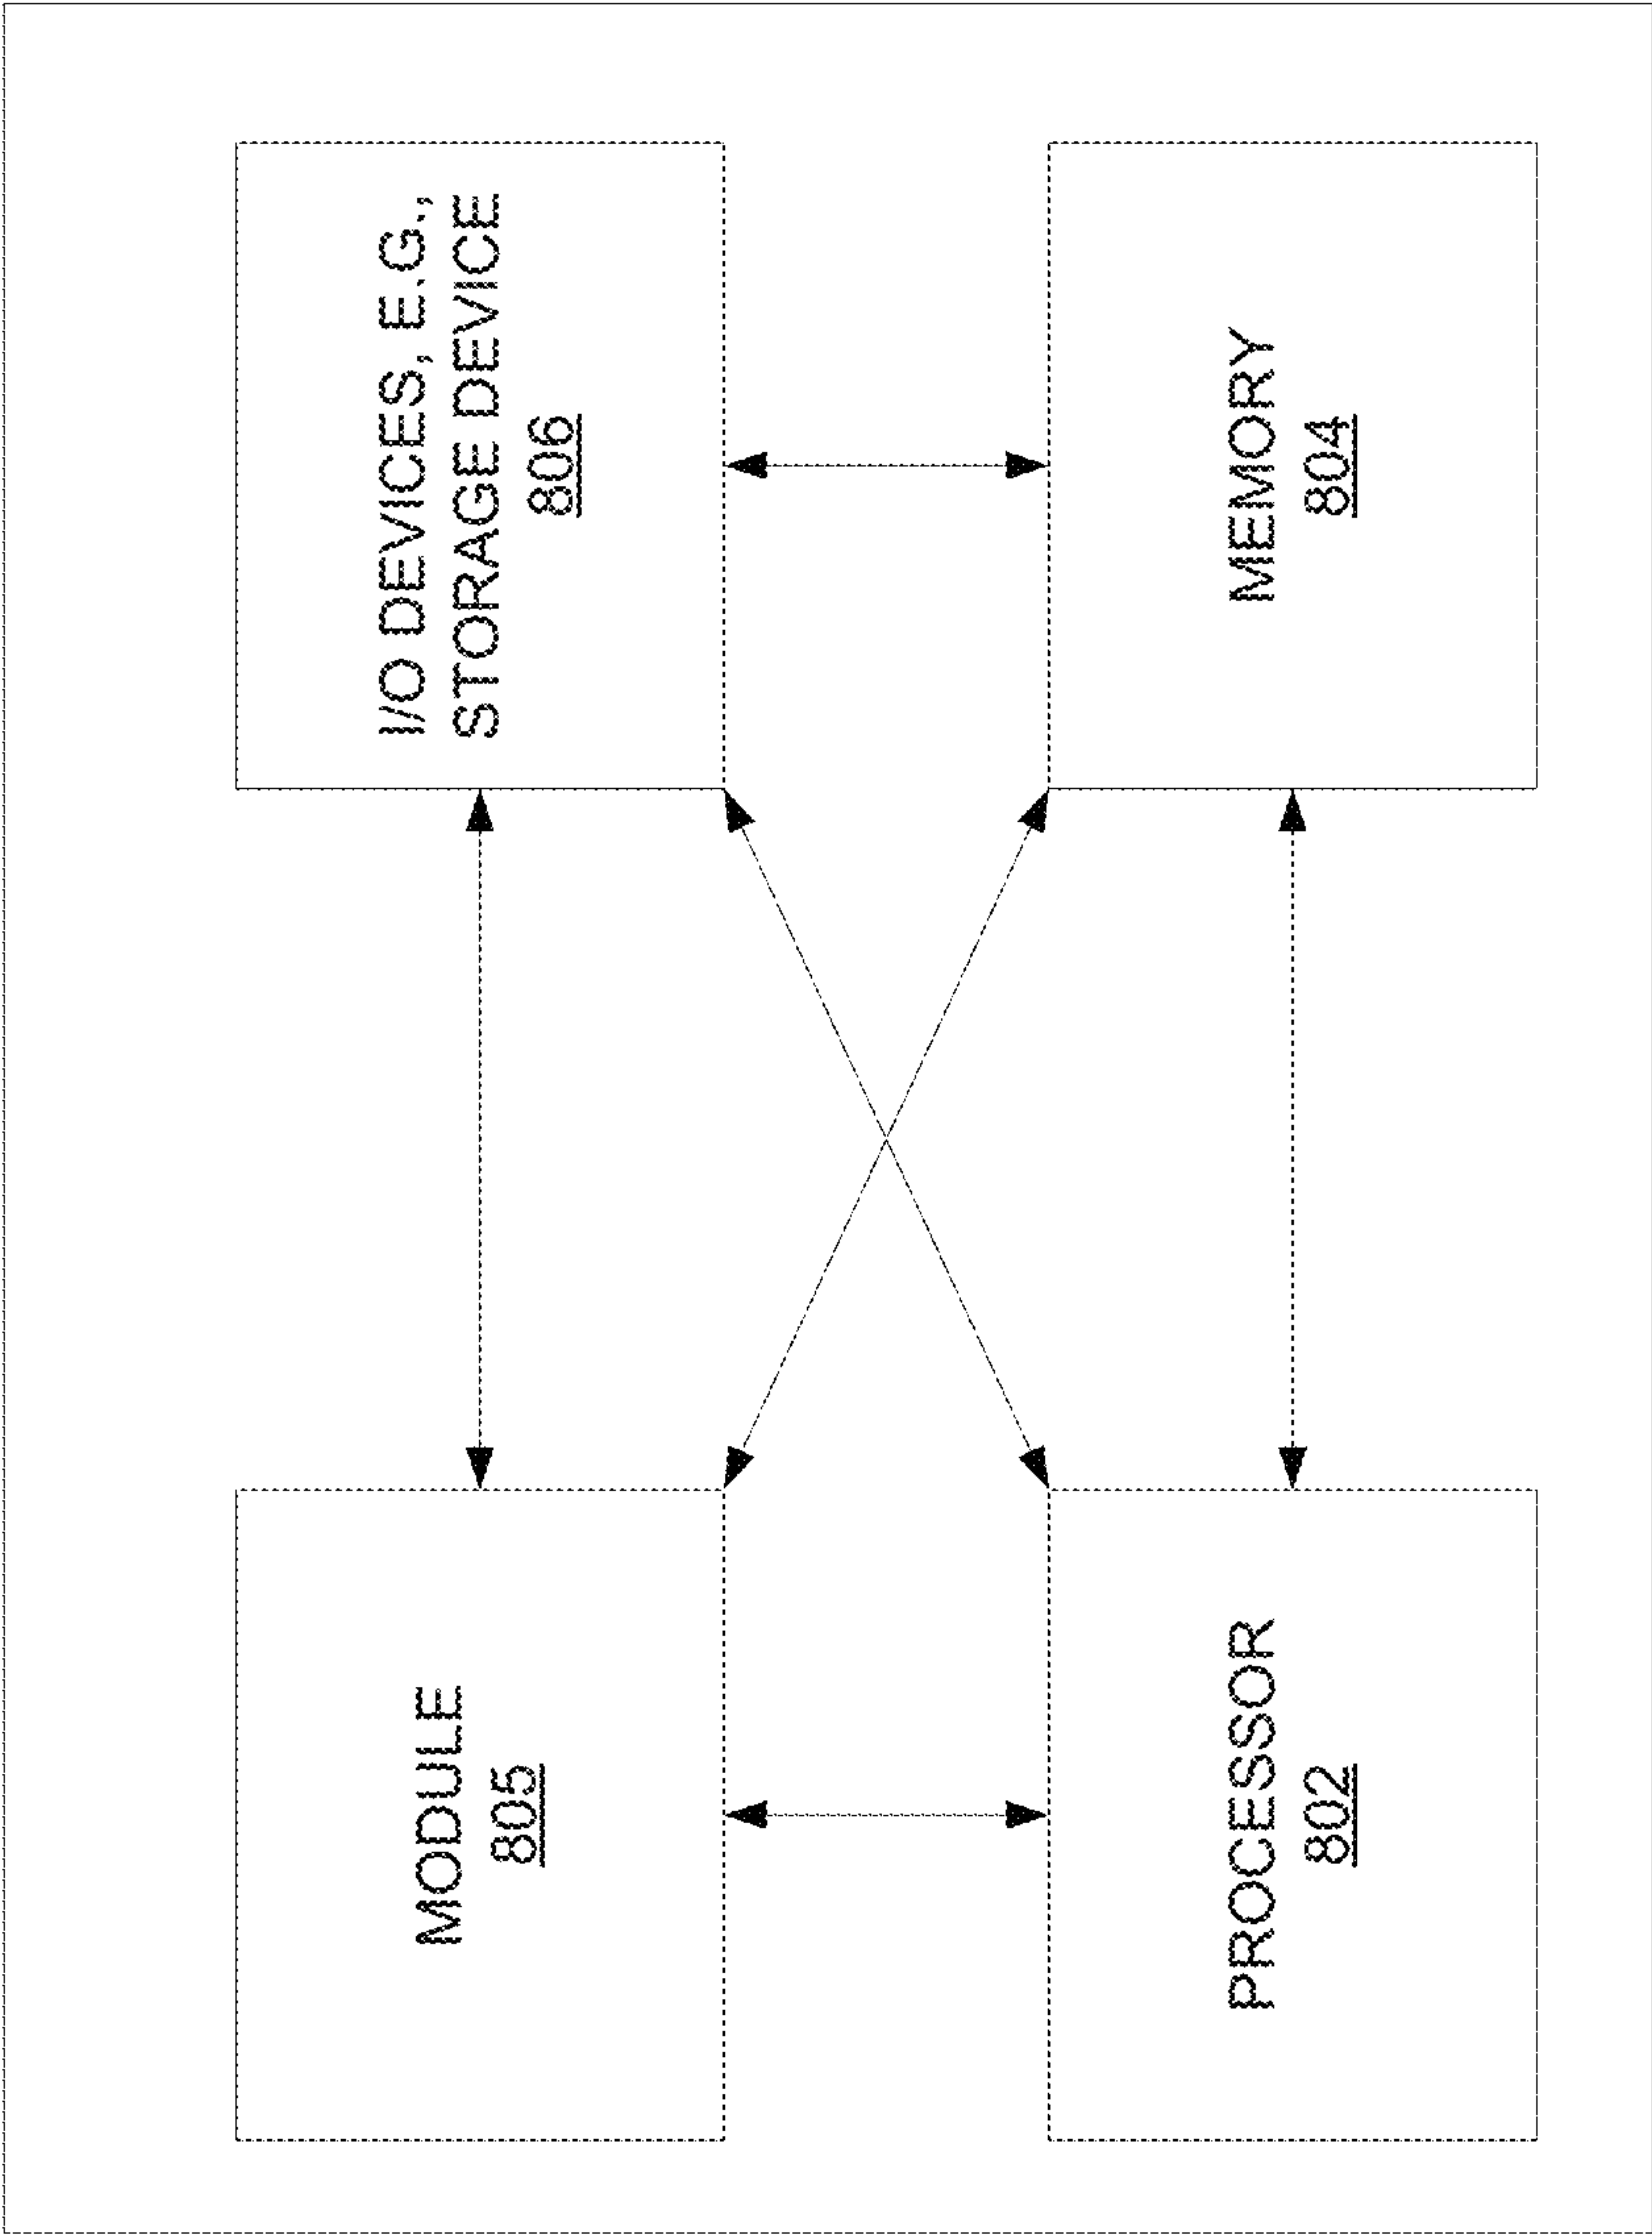 MODULE
805
I/O DEVICES, E.G.,
STORAGE DEVICE
806
PROCESSOR
802
MEMORY
804